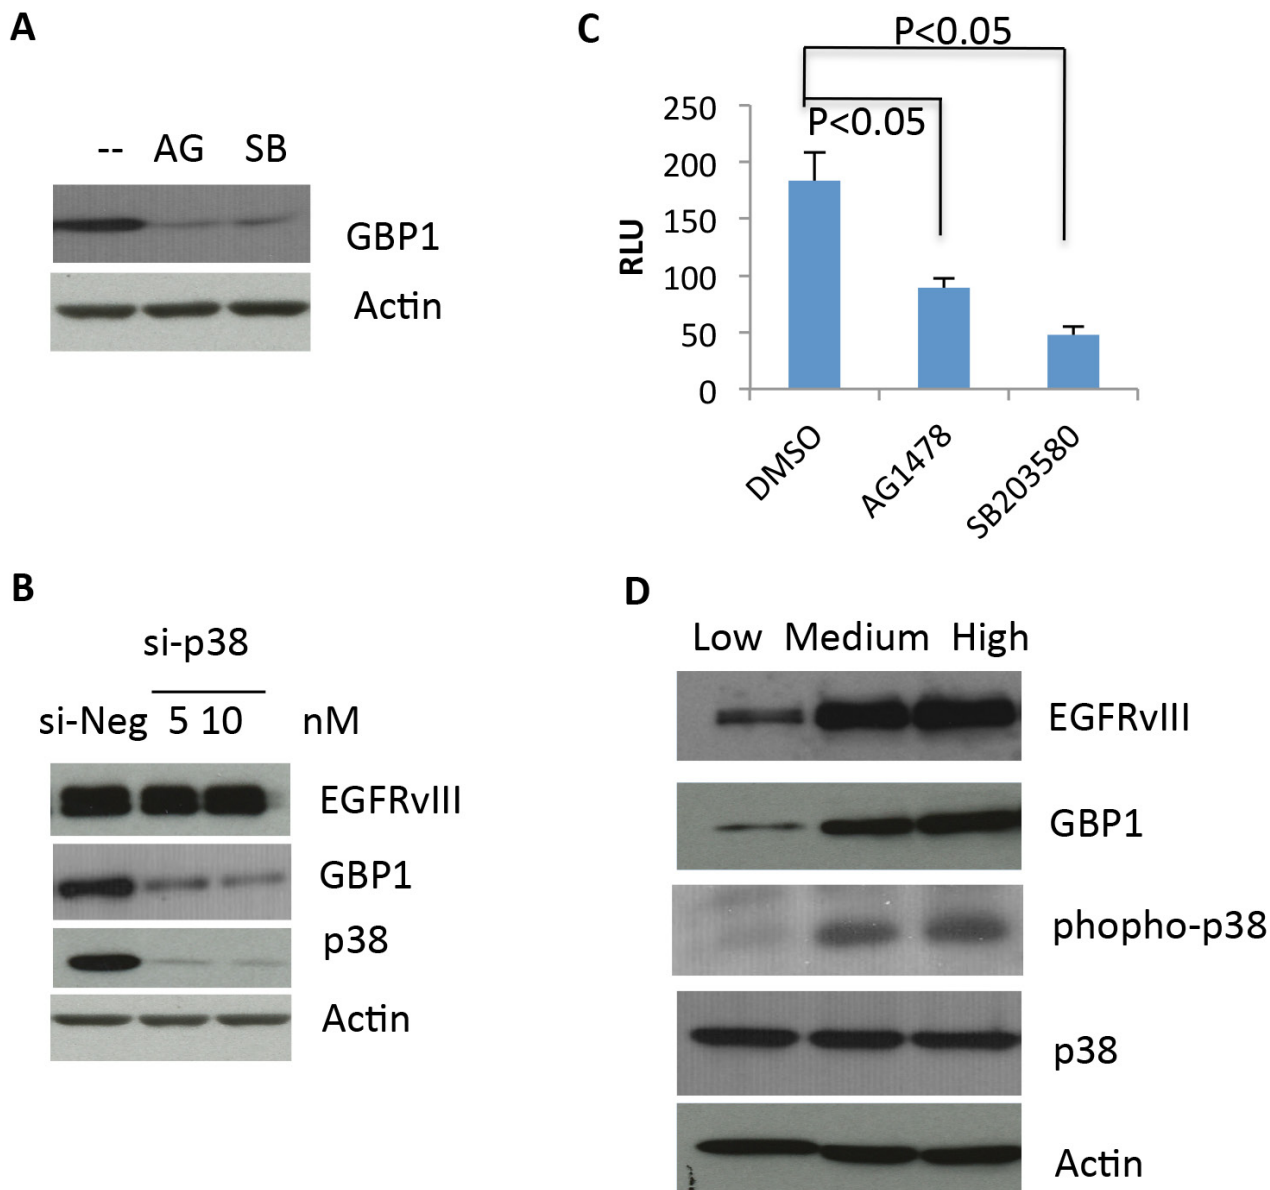 A
-- AG SB
GBP1
Actin
C
P<0.05
P<0.05
250
200
150
100
50
0
RLU
DMSO
AG1478
SB203580
B
si-p38
si-Neg 5 10 nM
EGFRvIII
GBP1
p38
Actin
D
Low Medium High
EGFRvIII
GBP1
phopho-p38
p38
Actin